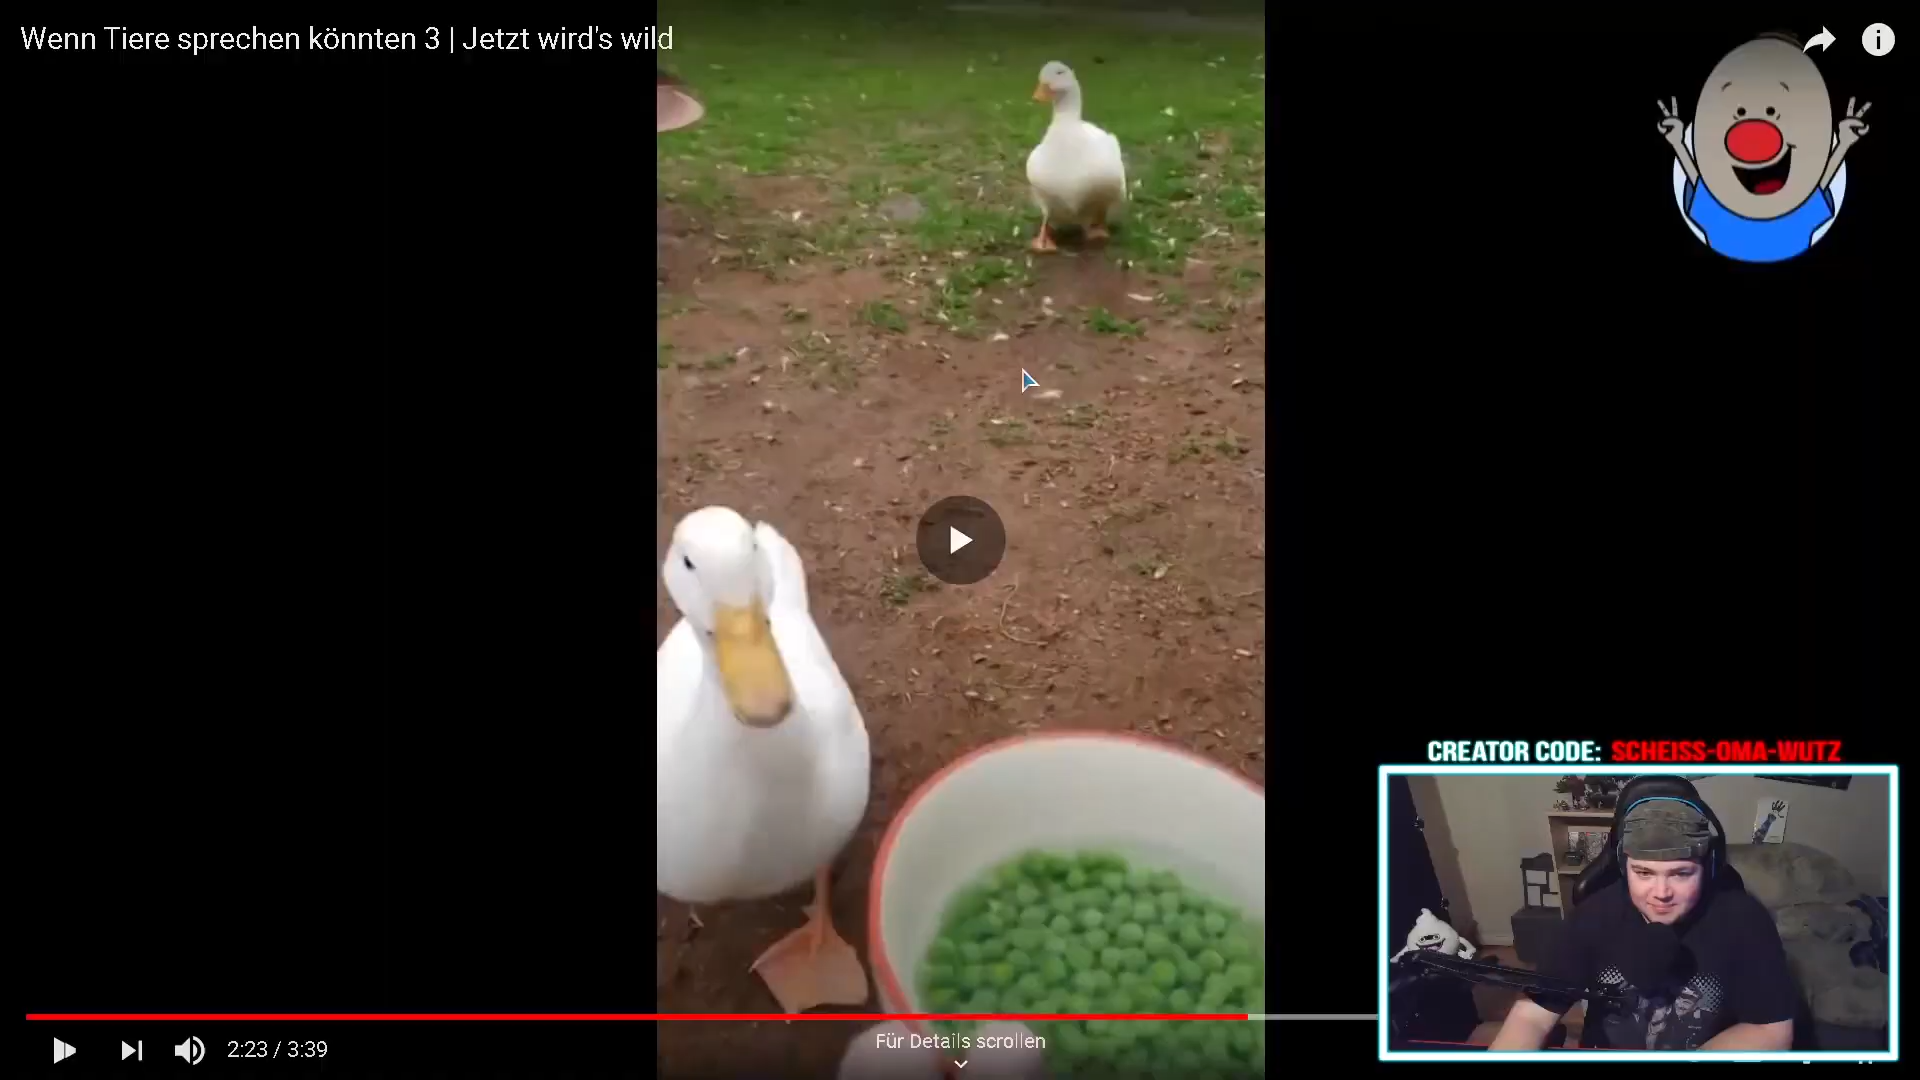 Wenn Tiere sprechen könnten 3 | Jetzt wird's wild
CREATOR CODE: SCHEISS-OMA-WUTZ
2:23 / 3:39
Für Details scrollen